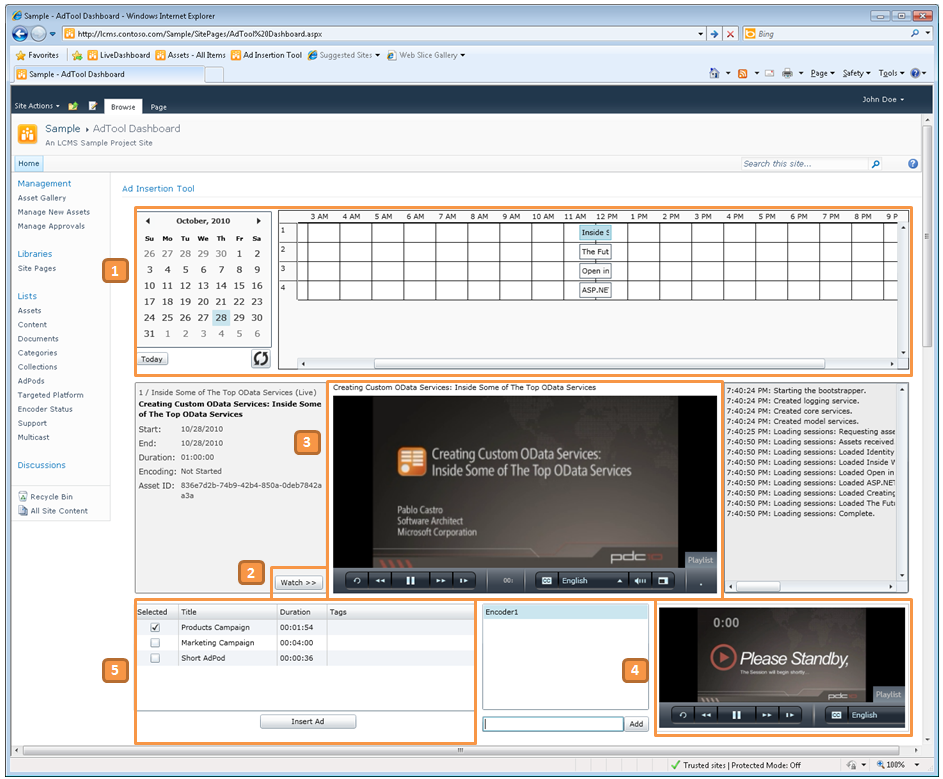 Sample - AdTool Dashboard - Windows Internet Explorer
http://lcms.contoso.com/Sample/SitePages/AdTool%20Dashboard.aspx
Bing
Favorites
LiveDashboard
Assets - All Items
Ad Insertion Tool
Suggested Sites
Web Slice Gallery
Sample - AdTool Dashboard
Page
Safety
Tools
Site Actions
Browse
Page
John Doe
Sample AdTool Dashboard
An LCMS Sample Project Site
Home
Search this site...
Management
Asset Gallery
Manage New Assets
Manage Approvals
Libraries
Site Pages
Lists
Assets
Content
Documents
Categories
Collections
AdPods
Targeted Platform
Encoder Status
Support
Multicast
Discussions
Recycle Bin
All Site Content
Ad Insertion Tool
1
October, 2010
Su Mo Tu We Th Fr Sa
26 27 28 29 30 1 2
3 4 5 6 7 8 9
10 11 12 13 14 15 16
17 18 19 20 21 22 23
24 25 26 27 28 29 30
31 1 2 3 4 5 6
Today
3 AM 4 AM 5 AM 6 AM 7 AM 8 AM 9 AM 10 AM 11 AM 12 PM 1 PM 2 PM 3 PM 4 PM 5 PM 6 PM 7 PM 8 PM 9 P
1 Inside S
2 The Fut
3 Open in
4 ASP.NE
1 / Inside Some of The Top OData Services (Live)
Creating Custom OData Services: Inside Some
of The Top OData Services
Start: 10/28/2010
End: 10/28/2010
Duration: 01:00:00
Encoding: Not Started
Asset ID: 836e7d2b-74b9-42b4-850a-0deb7842a
a3a
2
Watch >>
3
Creating Custom OData Services: Inside Some of The Top OData Services
Creating Custom OData Services:
Inside Some of The Top OData Services
Pablo Castro
Software Architect
Microsoft Corporation
pdc10
Playlist
CC English
7:40:24 PM: Starting the bootstrapper.
7:40:24 PM: Created logging service.
7:40:24 PM: Created core services.
7:40:24 PM: Created model services.
7:40:25 PM: Loading sessions: Requesting asse
7:40:50 PM: Loading sessions: Assets received
7:40:50 PM: Loading sessions: Loaded Identity
7:40:50 PM: Loading sessions: Loaded Inside W
7:40:50 PM: Loading sessions: Loaded Open in
7:40:50 PM: Loading sessions: Loaded ASP.NE
7:40:50 PM: Loading sessions: Loaded Creating
7:40:50 PM: Loading sessions: Loaded The Futu
7:40:50 PM: Loading sessions: Complete.
5
Selected Title Duration Tags
Products Campaign 00:01:54
Marketing Campaign 00:04:00
Short AdPod 00:00:36
Insert Ad
Encoder1
Add
4
0:00
Please Standby,
The Session will begin shortly...
pdc10
Playlist
CC English
Trusted sites | Protected Mode: Off
100%